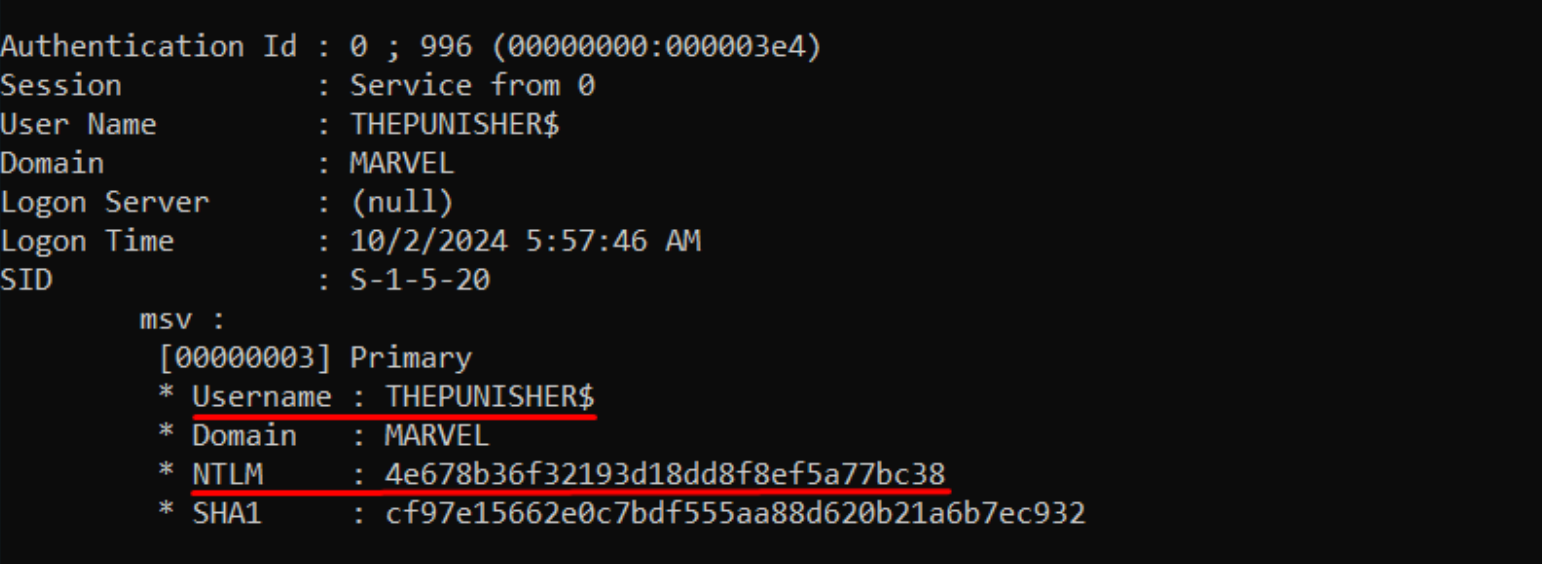 Authentication Id : 0 ; 996 (00000000:000003e4)
Session           : Service from 0
User Name         : THEPUNISHER$
Domain            : MARVEL
Logon Server      : (null)
Logon Time        : 10/2/2024 5:57:46 AM
SID               : S-1-5-20
        msv :
         [00000003] Primary
         * Username : THEPUNISHER$
         * Domain   : MARVEL
         * NTLM     : 4e678b36f32193d18dd8f8ef5a77bc38
         * SHA1     : cf97e15662e0c7bdf555aa88d620b21a6b7ec932